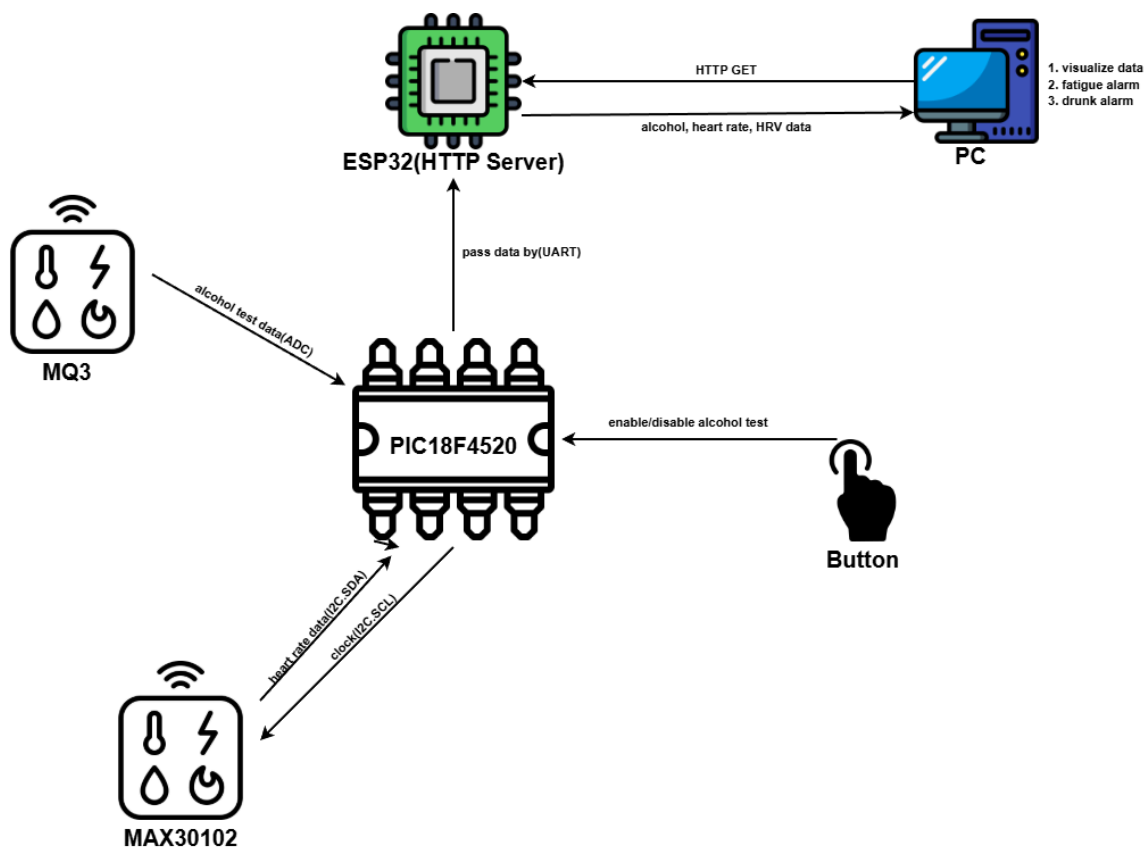 HTTP GET
1. visualize data
2. fatigue alarm
3. drunk alarm
alcohol, heart rate, HRV data
ESP32(HTTP Server)
PC
pass data by(UART)
alcohol test data(ADC)
MQ3
enable/disable alcohol test
PIC18F4520
Button
heart rate data(I2C.SDA)
clock(I2C.SCL)
MAX30102